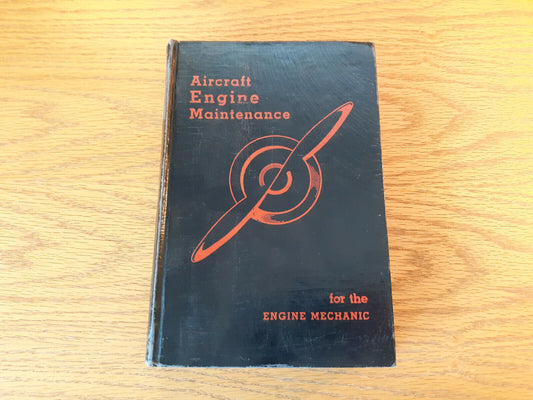 Aircraft
Engine
Maintenance
for the
ENGINE MECHANIC